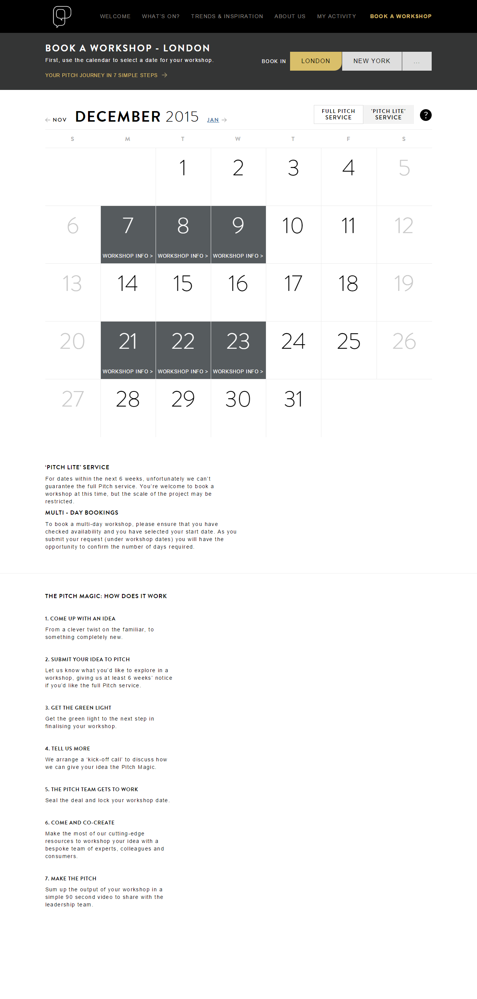 WELCOME WHAT'S ON? TRENDS & INSPIRATION ABOUT US MY ACTIVITY BOOK A WORKSHOP
BOOK A WORKSHOP - LONDON
First, use the calendar to select a date for your workshop.
YOUR PITCH JOURNEY IN 7 SIMPLE STEPS
BOOK IN LONDON NEW YORK ...
NOV DECEMBER 2015 JAN
FULL PITCH
SERVICE
'PITCH LITE'
SERVICE
?
S M T W T F S
1 2 3 4 5
6 7 8 9 10 11 12
WORKSHOP INFO > WORKSHOP INFO > WORKSHOP INFO >
13 14 15 16 17 18 19
20 21 22 23 24 25 26
WORKSHOP INFO > WORKSHOP INFO > WORKSHOP INFO >
27 28 29 30 31
‘PITCH LITE’ SERVICE
For dates within the next 6 weeks, unfortunately we can’t
guarantee the full Pitch service. You’re welcome to book a
workshop at this time, but the scale of the project may be
restricted.
MULTI - DAY BOOKINGS
To book a multi-day workshop, please ensure that you have
checked availability and you have selected your start date. As you
submit your request (under workshop dates) you will have the
opportunity to confirm the number of days required.
THE PITCH MAGIC: HOW DOES IT WORK
1. COME UP WITH AN IDEA
From a clever twist on the familiar, to
something completely new.
2. SUBMIT YOUR IDEA TO PITCH
Let us know what you’d like to explore in a
workshop, giving us at least 6 weeks’ notice
if you’d like the full Pitch service.
3. GET THE GREEN LIGHT
Get the green light to the next step in
finalising your workshop.
4. TELL US MORE
We arrange a ‘kick-off call’ to discuss how
we can give your idea the Pitch Magic.
5. THE PITCH TEAM GETS TO WORK
Seal the deal and lock your workshop date.
6. COME AND CO-CREATE
Make the most of our cutting-edge
resources to workshop your idea with a
bespoke team of experts, colleagues and
consumers.
7. MAKE THE PITCH
Sum up the output of your workshop in a
simple 90 second video to share with the
leadership team.